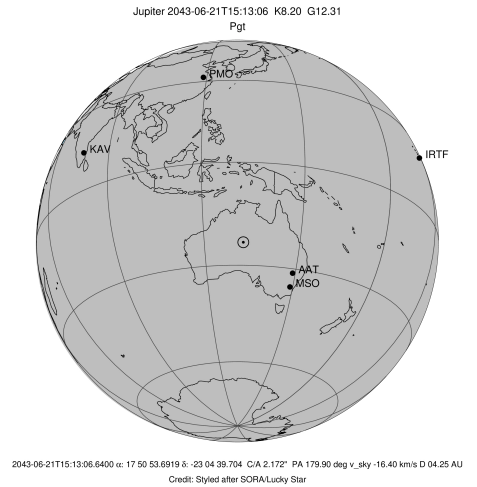 Jupiter 2043-06-21T15:13:06 K8.20 G12.31
Pgt
PMO
KAV
IRTF
AAT
MSO
2043-06-21T15:13:06.6400 α: 17 50 53.6919 δ: -23 04 39.704 C/A 2.172" PA 179.90 deg v_sky -16.40 km/s D 04.25 AU
Credit: Styled after SORA/Lucky Star